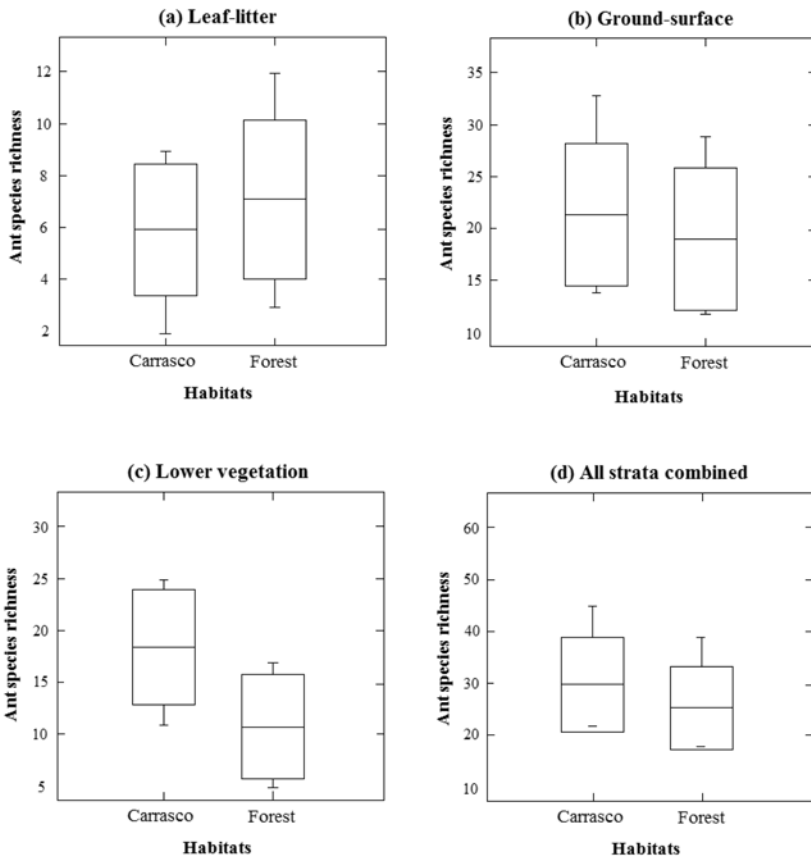 (a) Leaf-litter
Ant species richness
12
10
8
6
4
2
Carrasco Forest
Habitats
(b) Ground-surface
Ant species richness
35
30
25
20
15
10
Carrasco Forest
Habitats
(c) Lower vegetation
Ant species richness
30
25
20
15
10
5
Carrasco Forest
Habitats
(d) All strata combined
Ant species richness
60
50
40
30
20
10
Carrasco Forest
Habitats